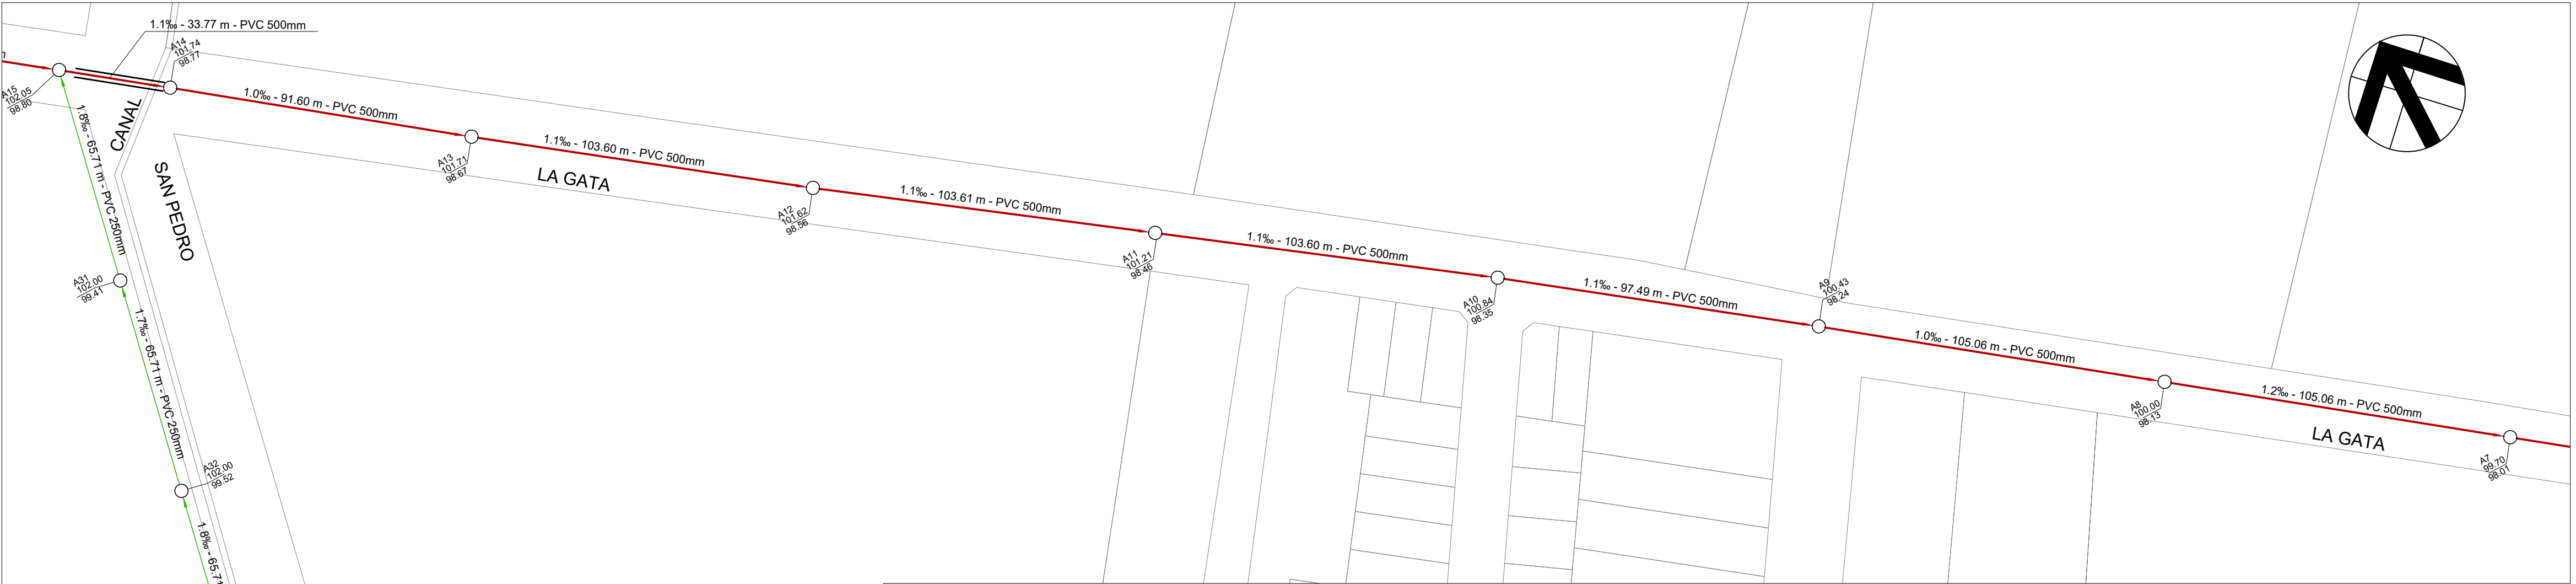 1.1‰ - 33.77 m - PVC 500mm
A14
101.74
98.77
A15
102.05
98.80
CANAL
SAN PEDRO
1.0‰ - 91.60 m - PVC 500mm
A13
101.71
98.67
1.1‰ - 103.60 m - PVC 500mm
LA GATA
A12
101.62
98.56
1.1‰ - 103.61 m - PVC 500mm
A11
101.21
98.46
1.1‰ - 103.60 m - PVC 500mm
A10
100.84
98.35
1.1‰ - 97.49 m - PVC 500mm
A9
100.43
98.24
1.0‰ - 105.06 m - PVC 500mm
A8
100.00
98.13
1.2‰ - 105.06 m - PVC 500mm
LA GATA
A7
99.70
98.01
1.8‰ - 65.71 m - PVC 250mm
A31
102.00
99.41
1.7‰ - 65.71 m - PVC 250mm
A32
102.00
99.52
1.8‰ - 65.71